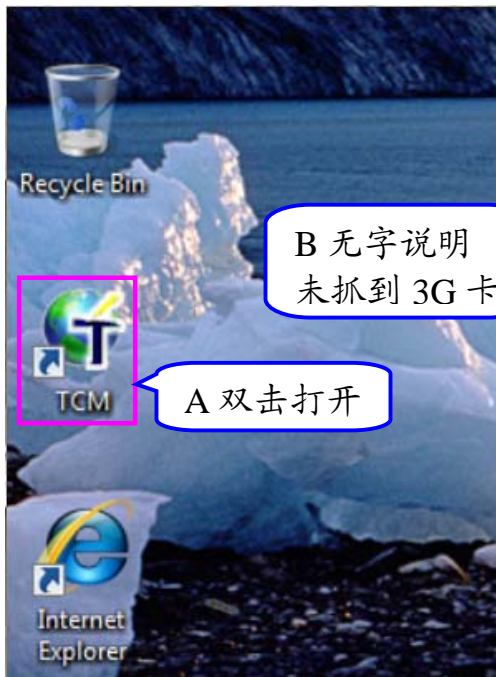 Recycle Bin
B 无字说明
未抓到 3G 卡
TCM
A 双击打开
Internet
Explorer